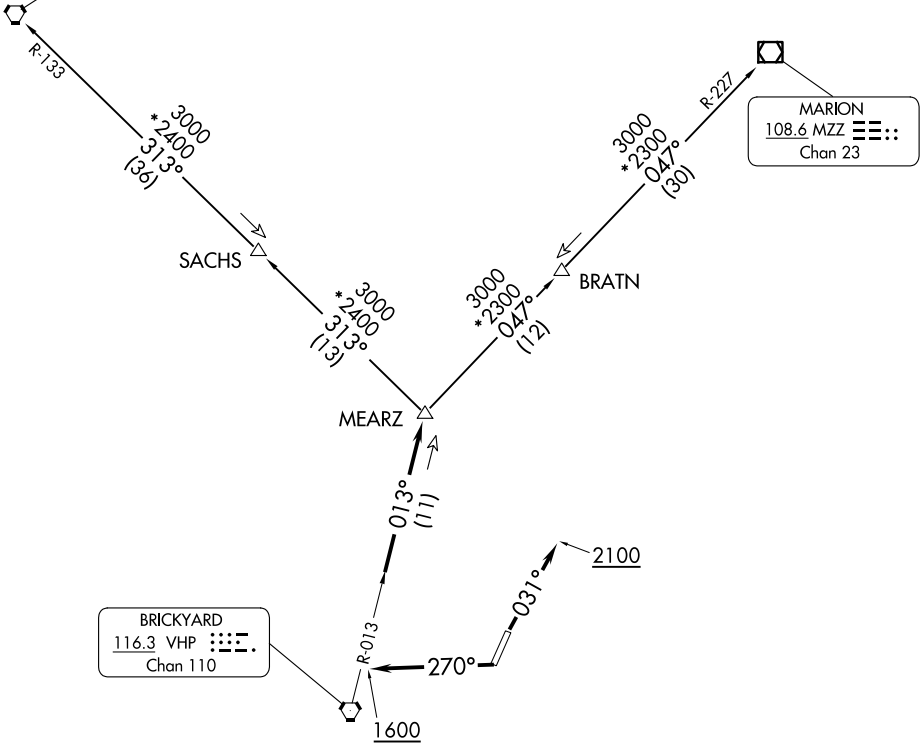 R-133
3000
*2400
313°
(36)
R-227
MARION
108.6 MZZ
Chan 23
3000
*2300
047°
(30)
SACHS
BRATN
3000
*2400
313°
(13)
3000
*2300
047°
(12)
MEARZ
013°
(11)
2100
031°
BRICKYARD
116.3 VHP
Chan 110
R-013
270°
1600